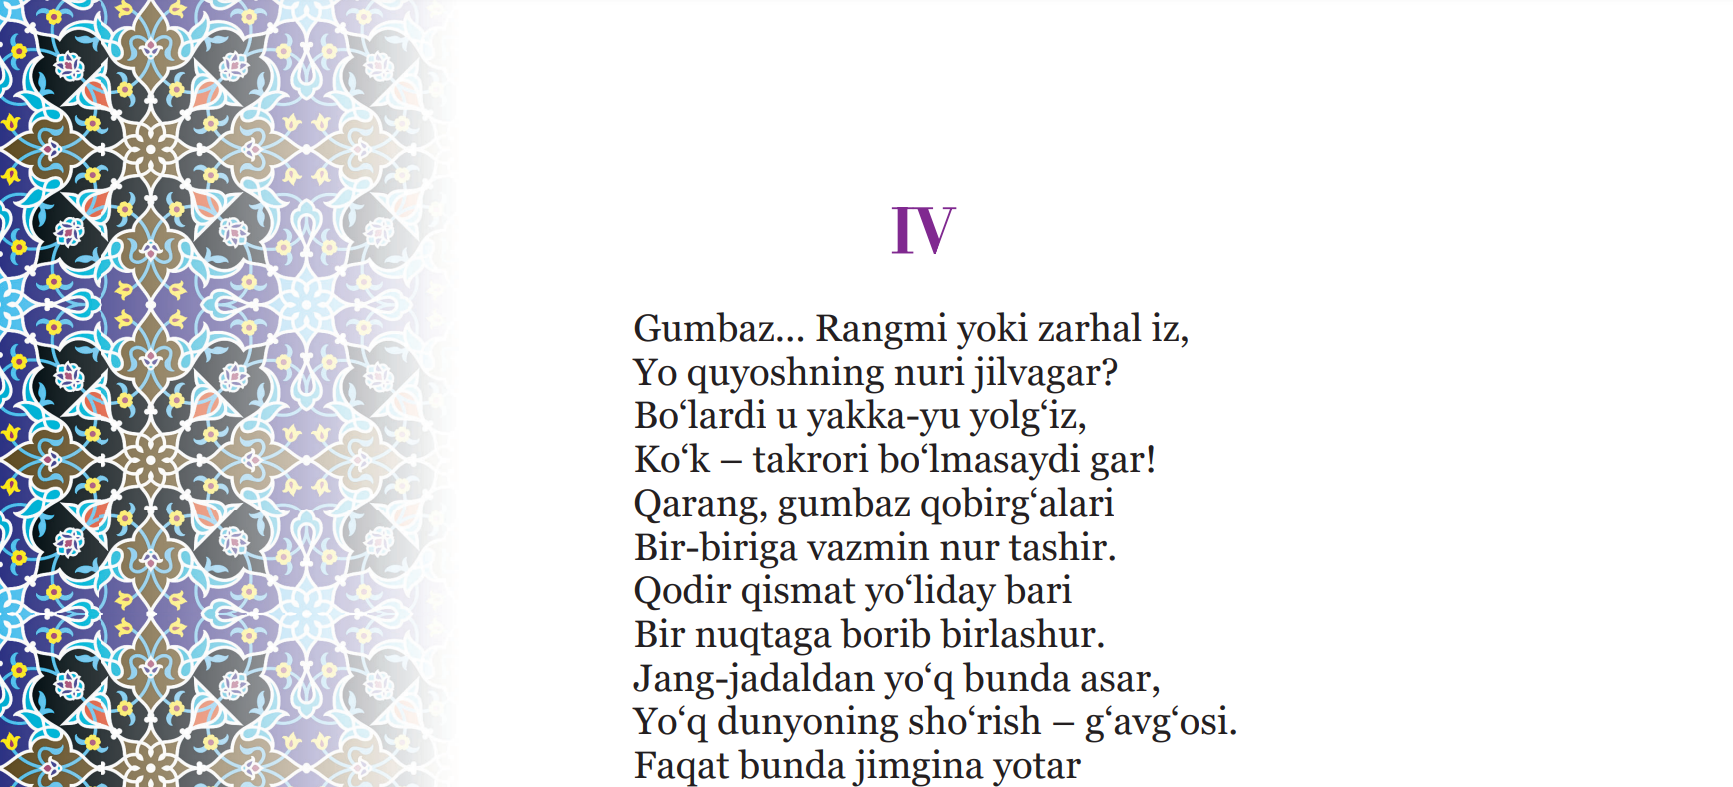 IV
Gumbaz... Rangmi yoki zarhal iz,
Yo quyoshning nuri jilvagar?
Bo‘lardi u yakka-yu yolg‘iz,
Ko‘k – takrori bo‘lmasaydi gar!
Qarang, gumbaz qobirg‘alari
Bir-biriga vazmin nur tashir.
Qodir qismat yo‘liday bari
Bir nuqtaga borib birlashur.
Jang-jadaldan yo‘q bunda asar,
Yo‘q dunyoning sho‘rish – g‘avg‘osi.
Faqat bunda jimgina yotar